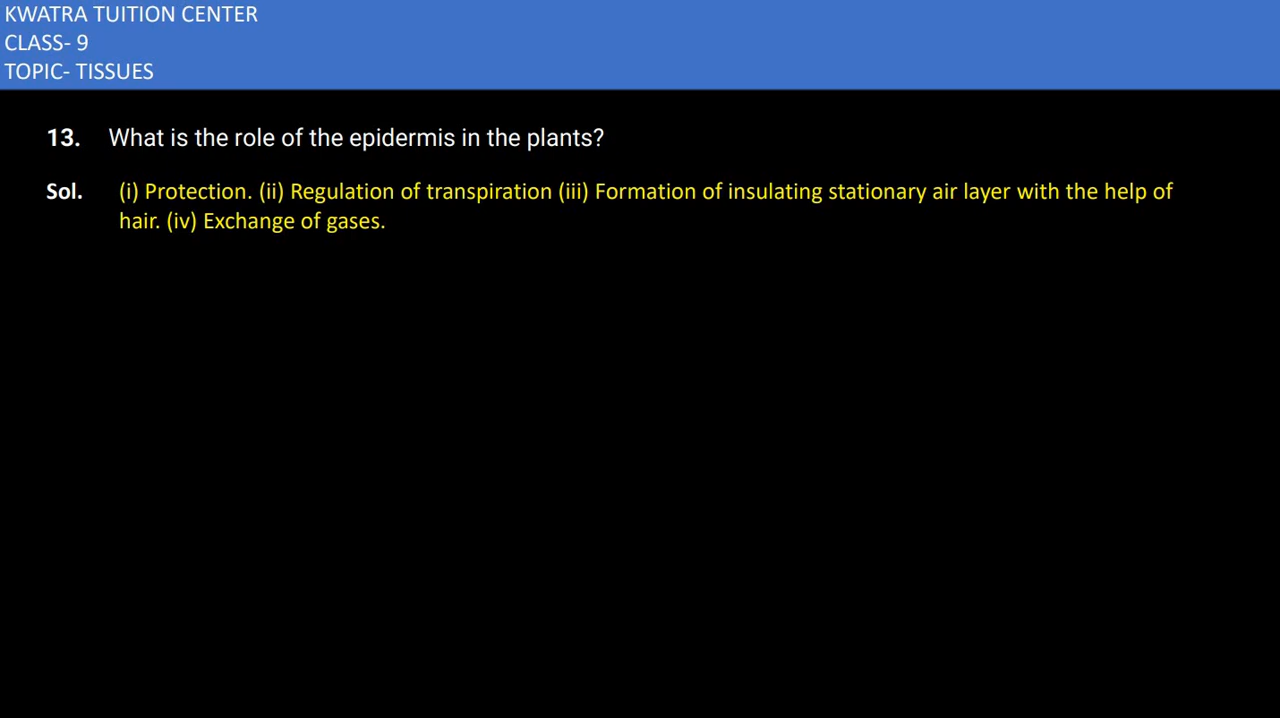 KWATRA TUITION CENTER
CLASS- 9
TOPIC- TISSUES
13. What is the role of the epidermis in the plants?
Sol. (i) Protection. (ii) Regulation of transpiration (iii) Formation of insulating stationary air layer with the help of
hair. (iv) Exchange of gases.